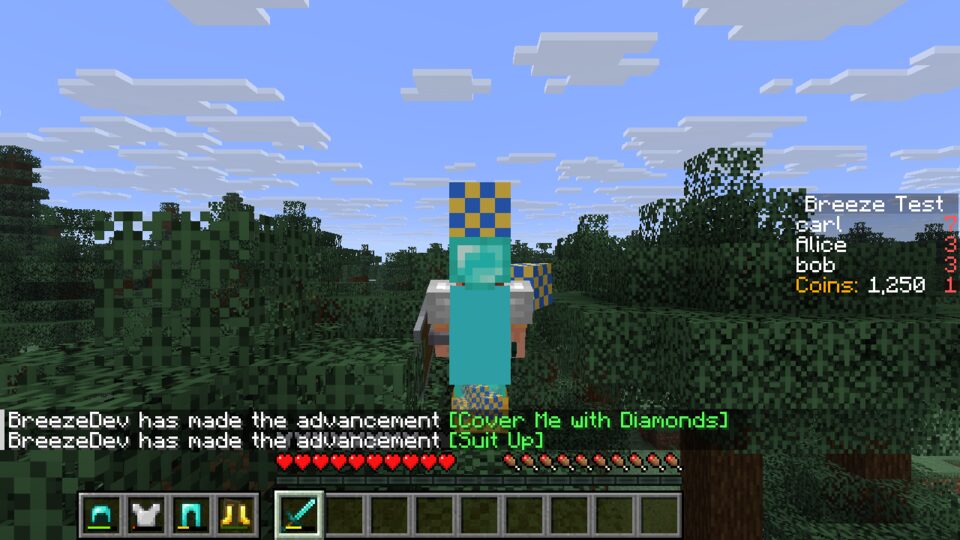 Breeze Test
carl 7
Alice 3
bob 3
Coins: 1,250 1
BreezeDev has made the advancement [Cover Me with Diamonds]
BreezeDev has made the advancement [Suit Up]